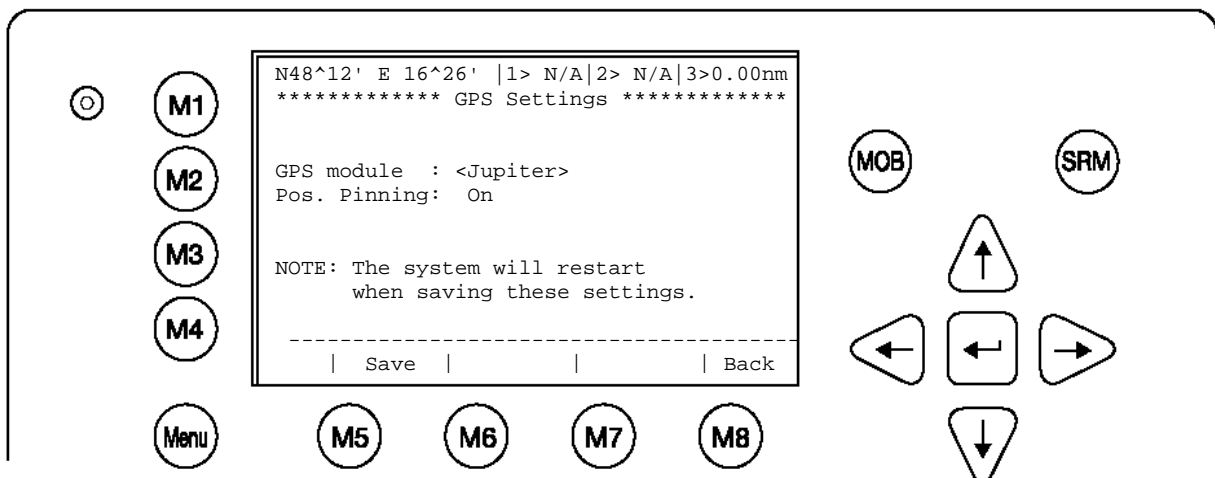 N48^12' E 16^26' |1> N/A|2> N/A|3>0.00nm
************* GPS Settings *************
GPS module  : <Jupiter>
Pos. Pinning:  On
NOTE: The system will restart
when saving these settings.
----------------------------------------
|  Save  |        |        | Back
M1
M2
M3
M4
Menu
M5
M6
M7
M8
MOB
SRM